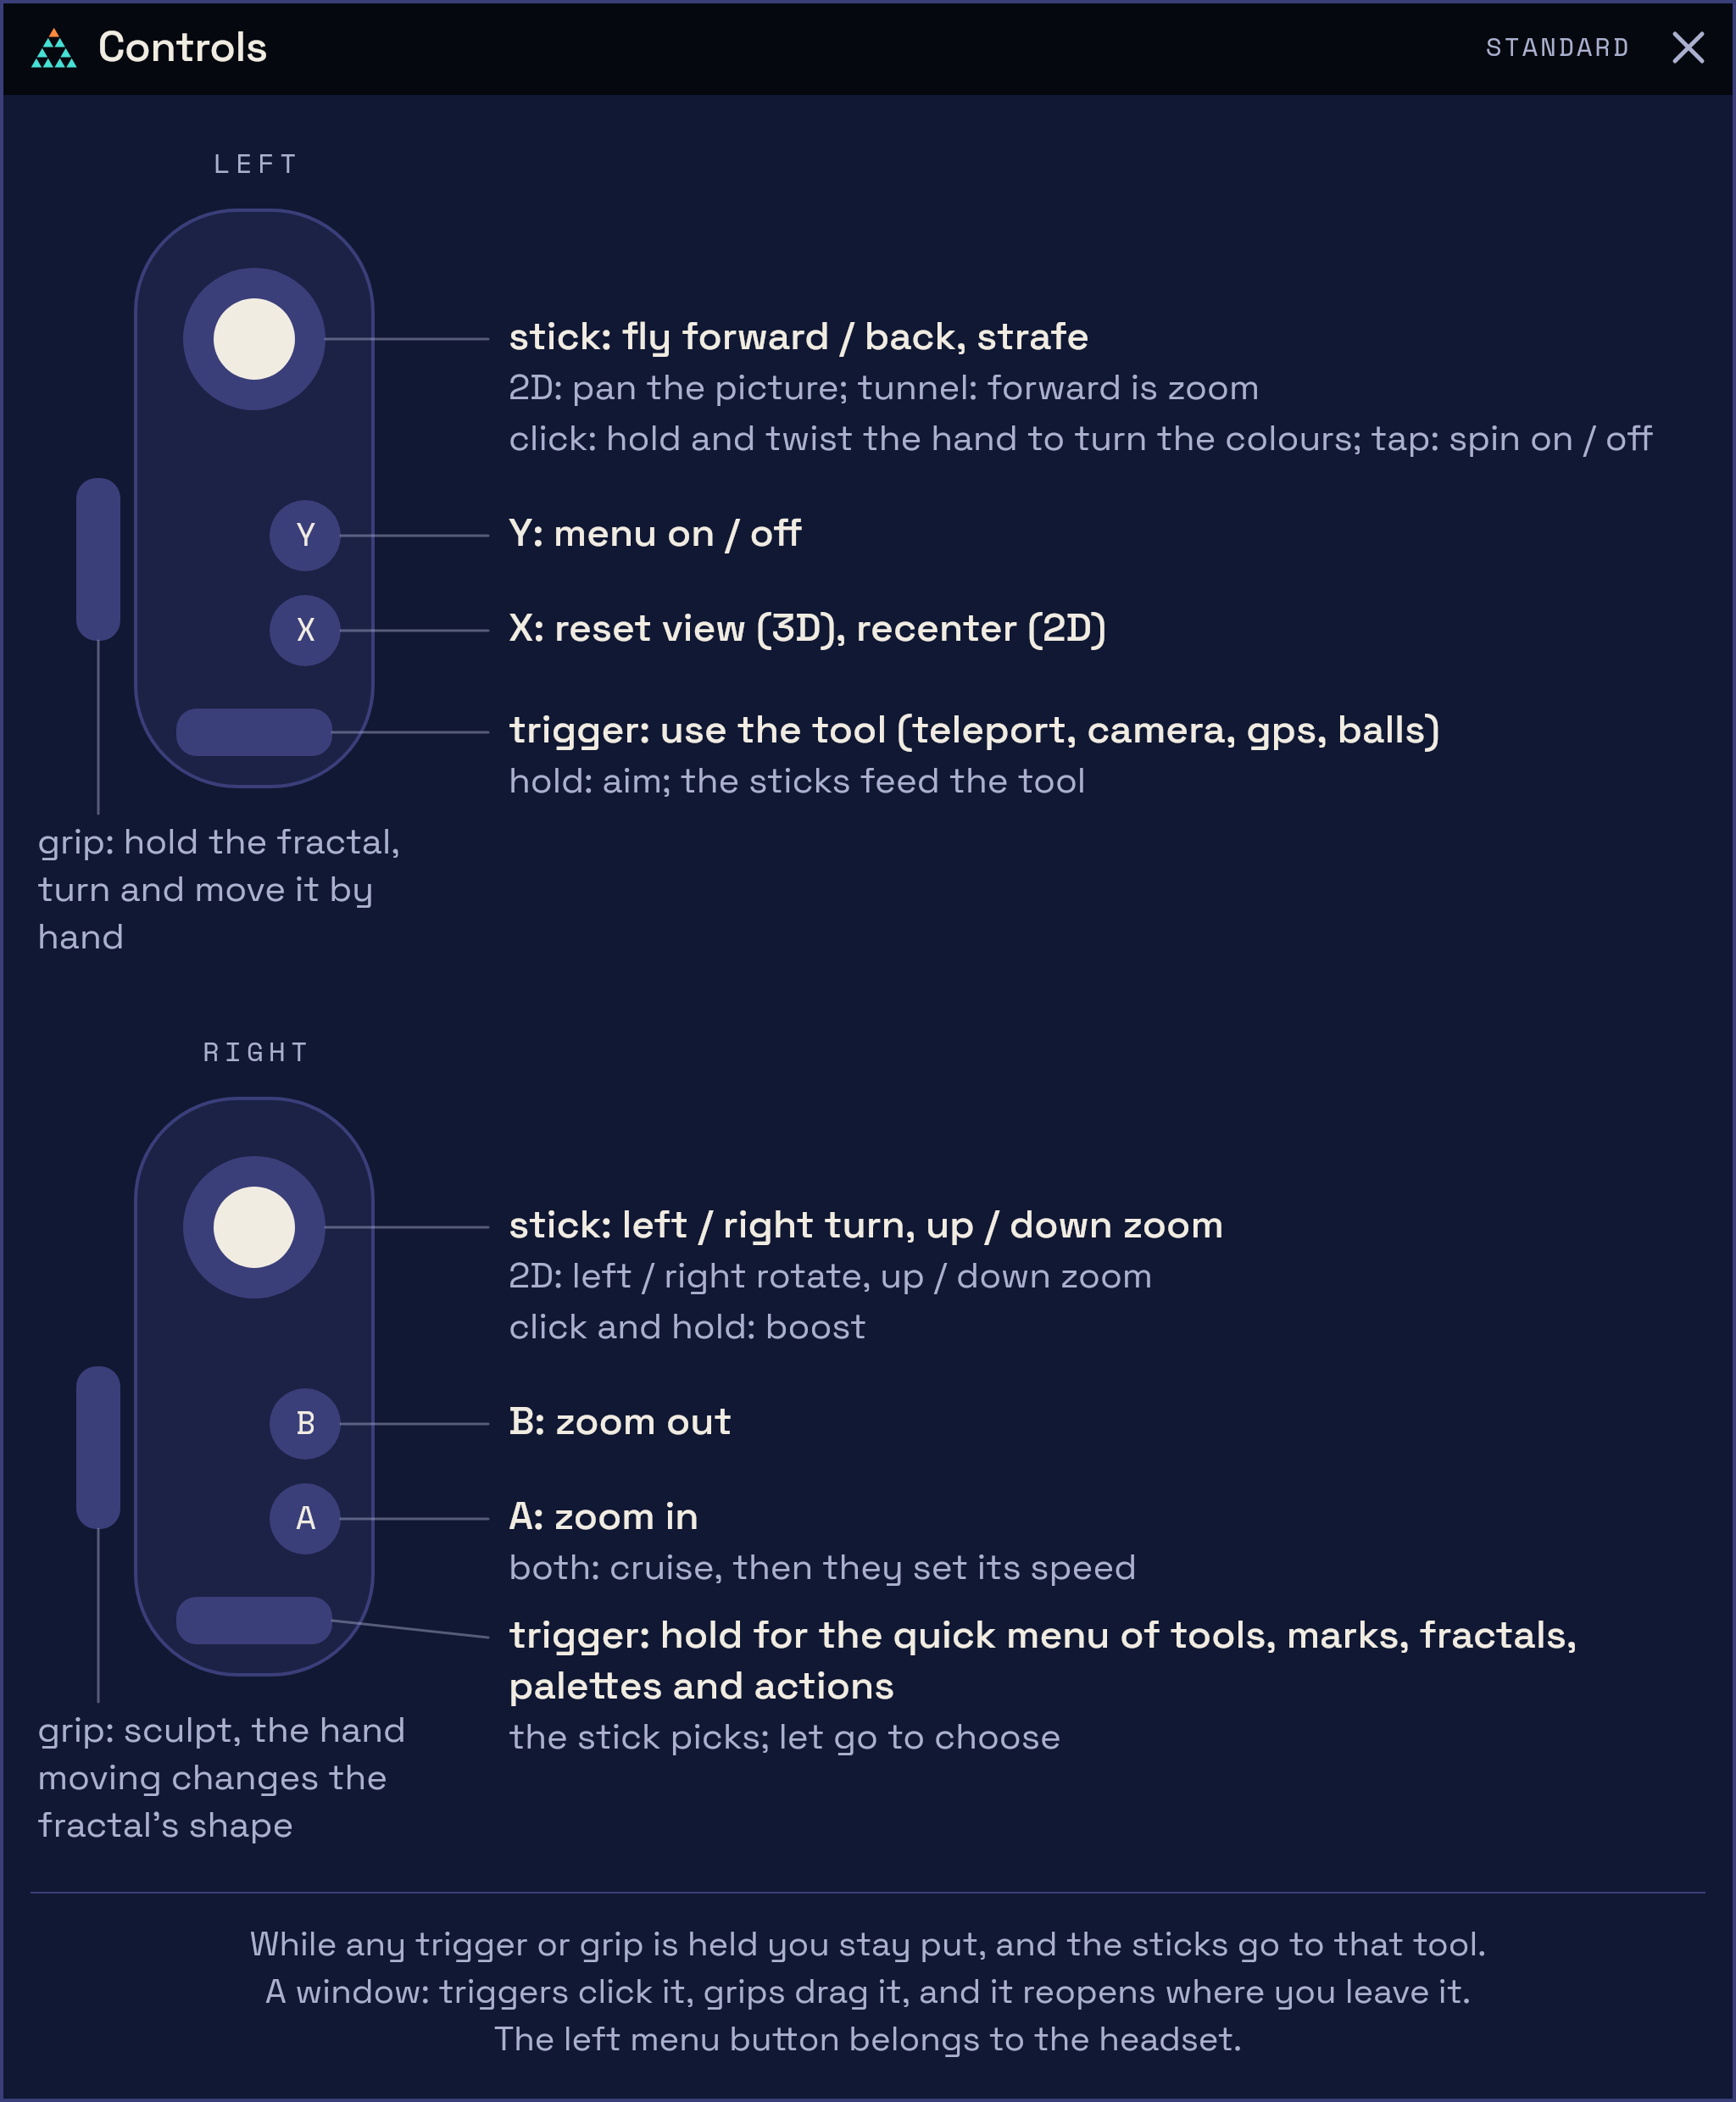 Controls
STANDARD
LEFT
stick: fly forward / back, strafe
2D: pan the picture; tunnel: forward is zoom
click: hold and twist the hand to turn the colours; tap: spin on / off
Y
Y: menu on / off
X
X: reset view (3D), recenter (2D)
trigger: use the tool (teleport, camera, gps, balls)
hold: aim; the sticks feed the tool
grip: hold the fractal,
turn and move it by
hand
RIGHT
stick: left / right turn, up / down zoom
2D: left / right rotate, up / down zoom
click and hold: boost
B
B: zoom out
A
A: zoom in
both: cruise, then they set its speed
trigger: hold for the quick menu of tools, marks, fractals,
palettes and actions
the stick picks; let go to choose
grip: sculpt, the hand
moving changes the
fractal’s shape
While any trigger or grip is held you stay put, and the sticks go to that tool.
A window: triggers click it, grips drag it, and it reopens where you leave it.
The left menu button belongs to the headset.